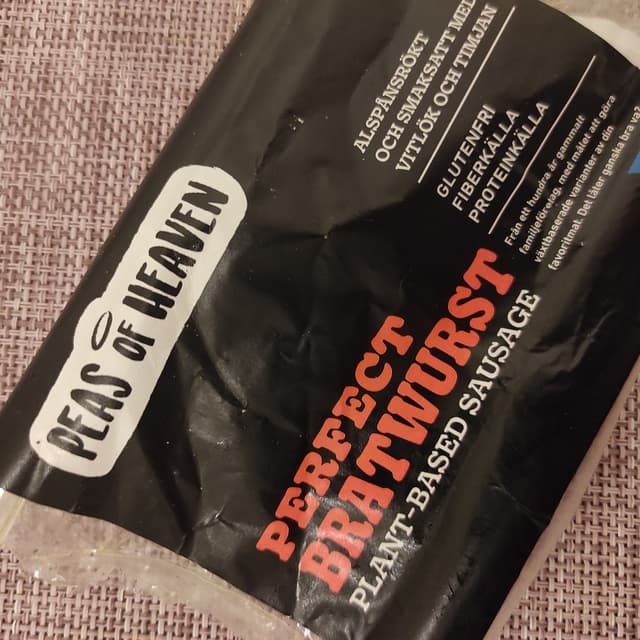 PEAS OF HEAVEN
PERFECT
BRATWURST
PLANT-BASED SAUSAGE
ALSPÅNSRÖKT
OCH SMAKSATT MED
VITLÖK OCH TIMJAN
GLUTENFRI
FIBERKÄLLA
PROTEINKÄLLA
Från ett hundra år gammalt
familjeföretag med målet att göra
växtbaserade varianter av din
favoritmat. Det låter ganska bra va?